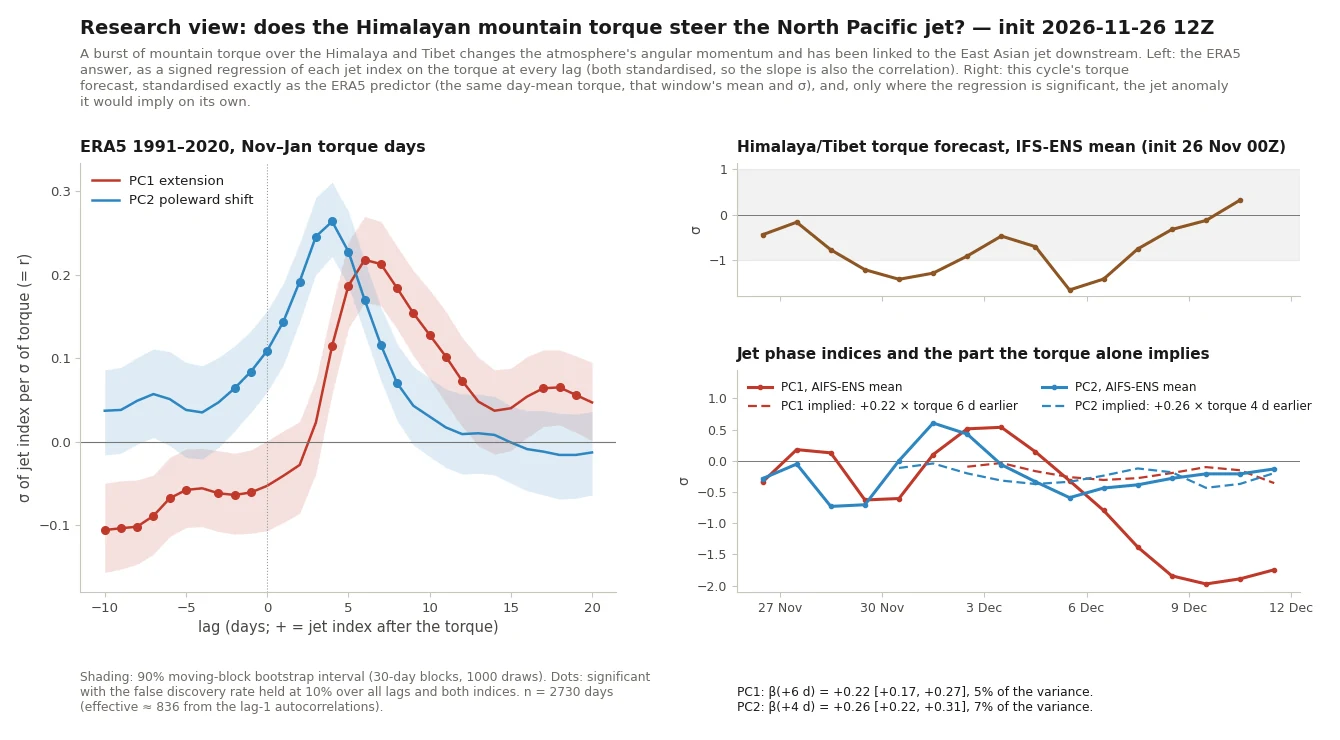 Research view: does the Himalayan mountain torque steer the North Pacific jet? — init 2026-11-26 12Z
A burst of mountain torque over the Himalaya and Tibet changes the atmosphere's angular momentum and has been linked to the East Asian jet downstream. Left: the ERA5
answer, as a signed regression of each jet index on the torque at every lag (both standardised, so the slope is also the correlation). Right: this cycle's torque
forecast, standardised exactly as the ERA5 predictor (the same day-mean torque, that window's mean and σ), and, only where the regression is significant, the jet anomaly
it would imply on its own.
ERA5 1991–2020, Nov–Jan torque days
PC1 extension
PC2 poleward shift
0.3
0.2
0.1
0.0
−0.1
σ of jet index per σ of torque (= r)
−10 −5 0 5 10 15 20
lag (days; + = jet index after the torque)
Shading: 90% moving-block bootstrap interval (30-day blocks, 1000 draws). Dots: significant
with the false discovery rate held at 10% over all lags and both indices. n = 2730 days
(effective ≈ 836 from the lag-1 autocorrelations).
Himalaya/Tibet torque forecast, IFS-ENS mean (init 26 Nov 00Z)
1
0
−1
σ
Jet phase indices and the part the torque alone implies
PC1, AIFS-ENS mean
PC1 implied: +0.22 × torque 6 d earlier
PC2, AIFS-ENS mean
PC2 implied: +0.26 × torque 4 d earlier
1.0
0.5
0.0
−0.5
−1.0
−1.5
−2.0
σ
27 Nov 30 Nov 3 Dec 6 Dec 9 Dec 12 Dec
PC1: β(+6 d) = +0.22 [+0.17, +0.27], 5% of the variance.
PC2: β(+4 d) = +0.26 [+0.22, +0.31], 7% of the variance.